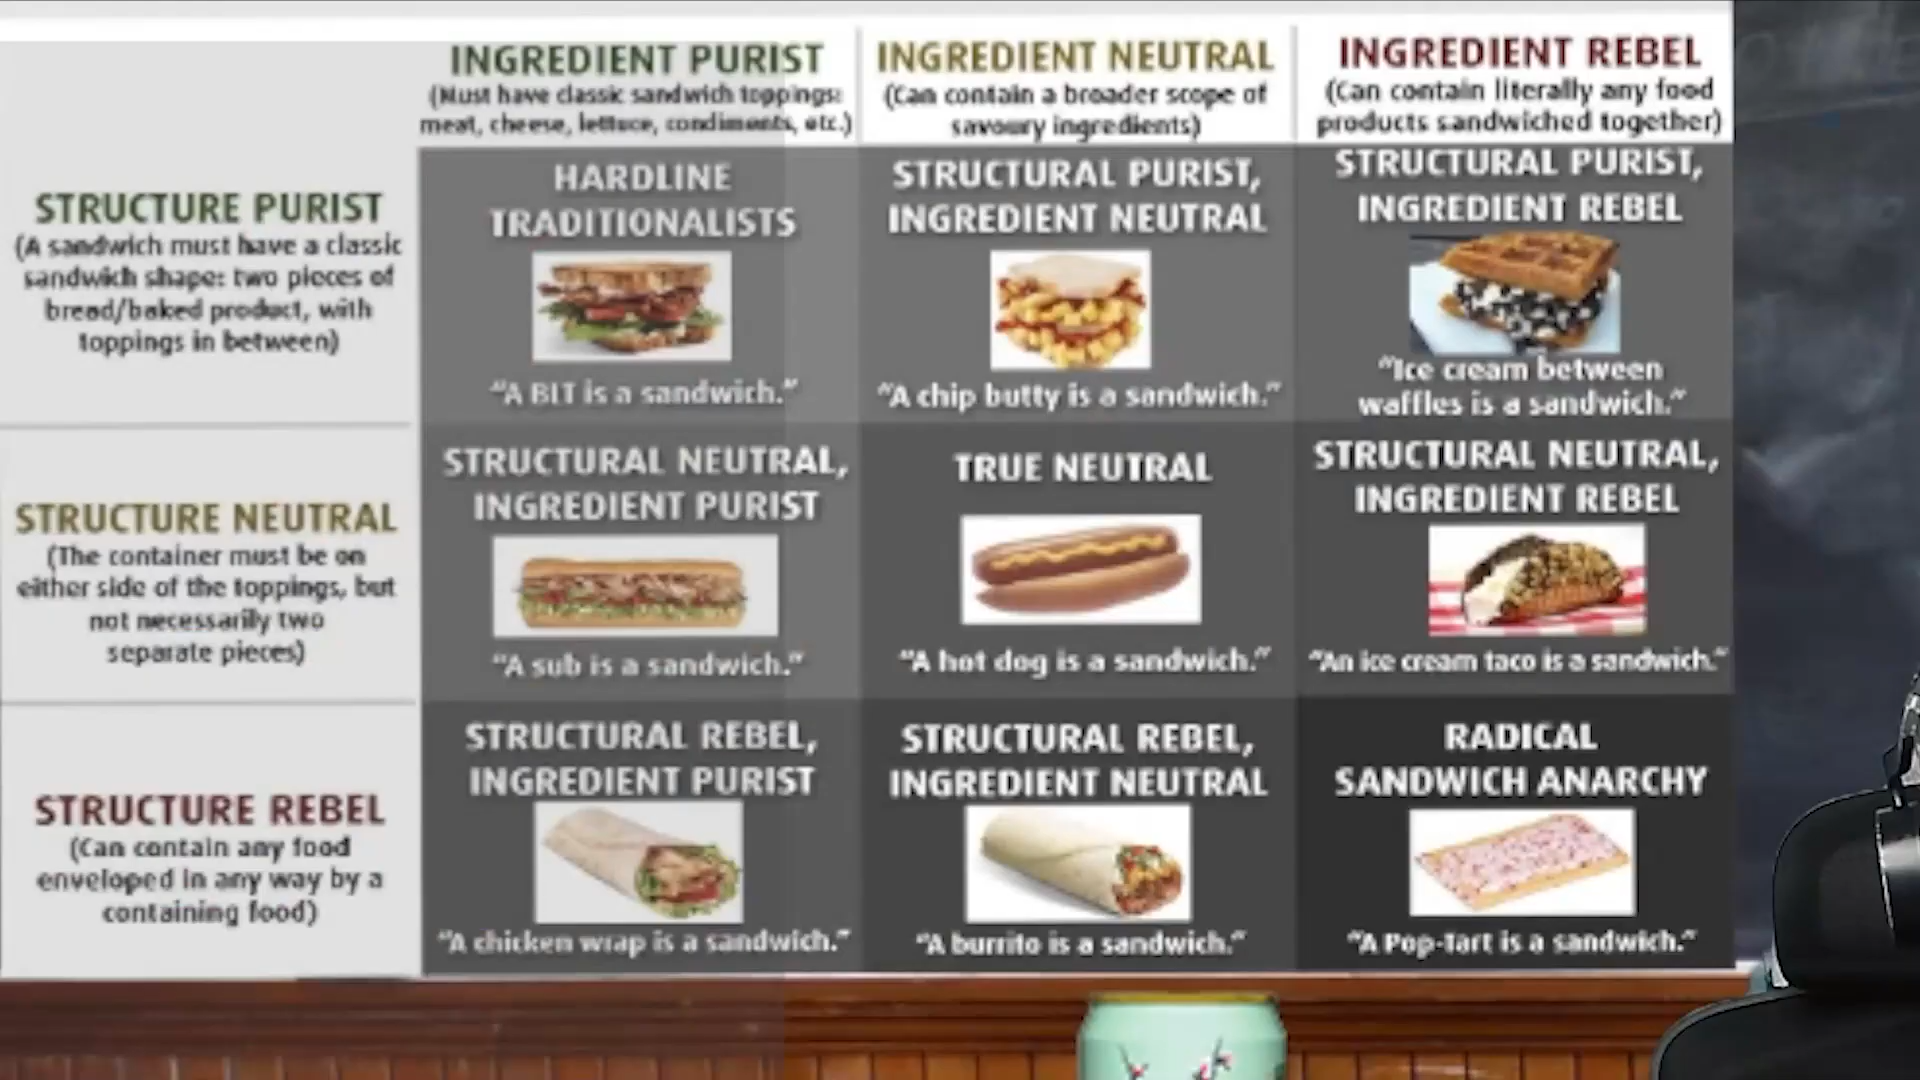 INGREDIENT PURIST
(Must have classic sandwich toppings:
meat, cheese, lettuce, condiments, etc.)
INGREDIENT NEUTRAL
(Can contain a broader scope of
savoury ingredients)
INGREDIENT REBEL
(Can contain literally any food
products sandwiched together)
STRUCTURE PURIST
(A sandwich must have a classic
sandwich shape: two pieces of
bread/baked product, with
toppings in between)
HARDLINE
TRADITIONALISTS
"A BLT is a sandwich."
STRUCTURAL PURIST,
INGREDIENT NEUTRAL
"A chip butty is a sandwich."
STRUCTURAL PURIST,
INGREDIENT REBEL
"Ice cream between
waffles is a sandwich."
STRUCTURE NEUTRAL
(The container must be on
either side of the toppings, but
not necessarily two
separate pieces)
STRUCTURAL NEUTRAL,
INGREDIENT PURIST
"A sub is a sandwich."
TRUE NEUTRAL
"A hot dog is a sandwich."
STRUCTURAL NEUTRAL,
INGREDIENT REBEL
"An ice cream taco is a sandwich."
STRUCTURE REBEL
(Can contain any food
enveloped in any way by a
containing food)
STRUCTURAL REBEL,
INGREDIENT PURIST
"A chicken wrap is a sandwich."
STRUCTURAL REBEL,
INGREDIENT NEUTRAL
"A burrito is a sandwich."
RADICAL
SANDWICH ANARCHY
"A Pop-Tart is a sandwich."